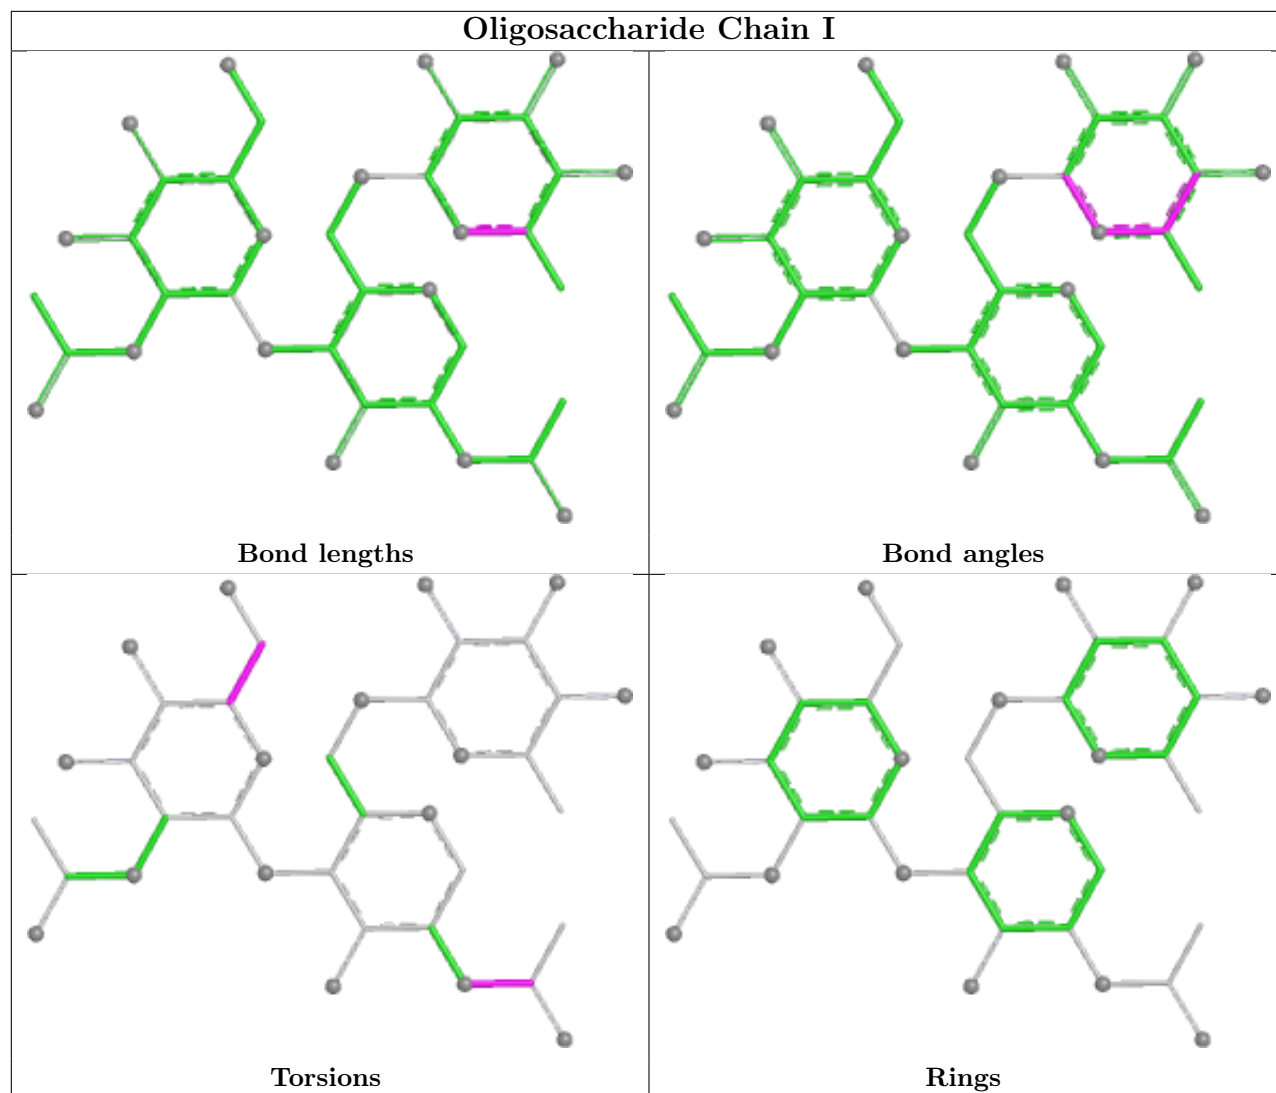 Oligosaccharide Chain I
Bond lengths
Bond angles
Torsions
Rings